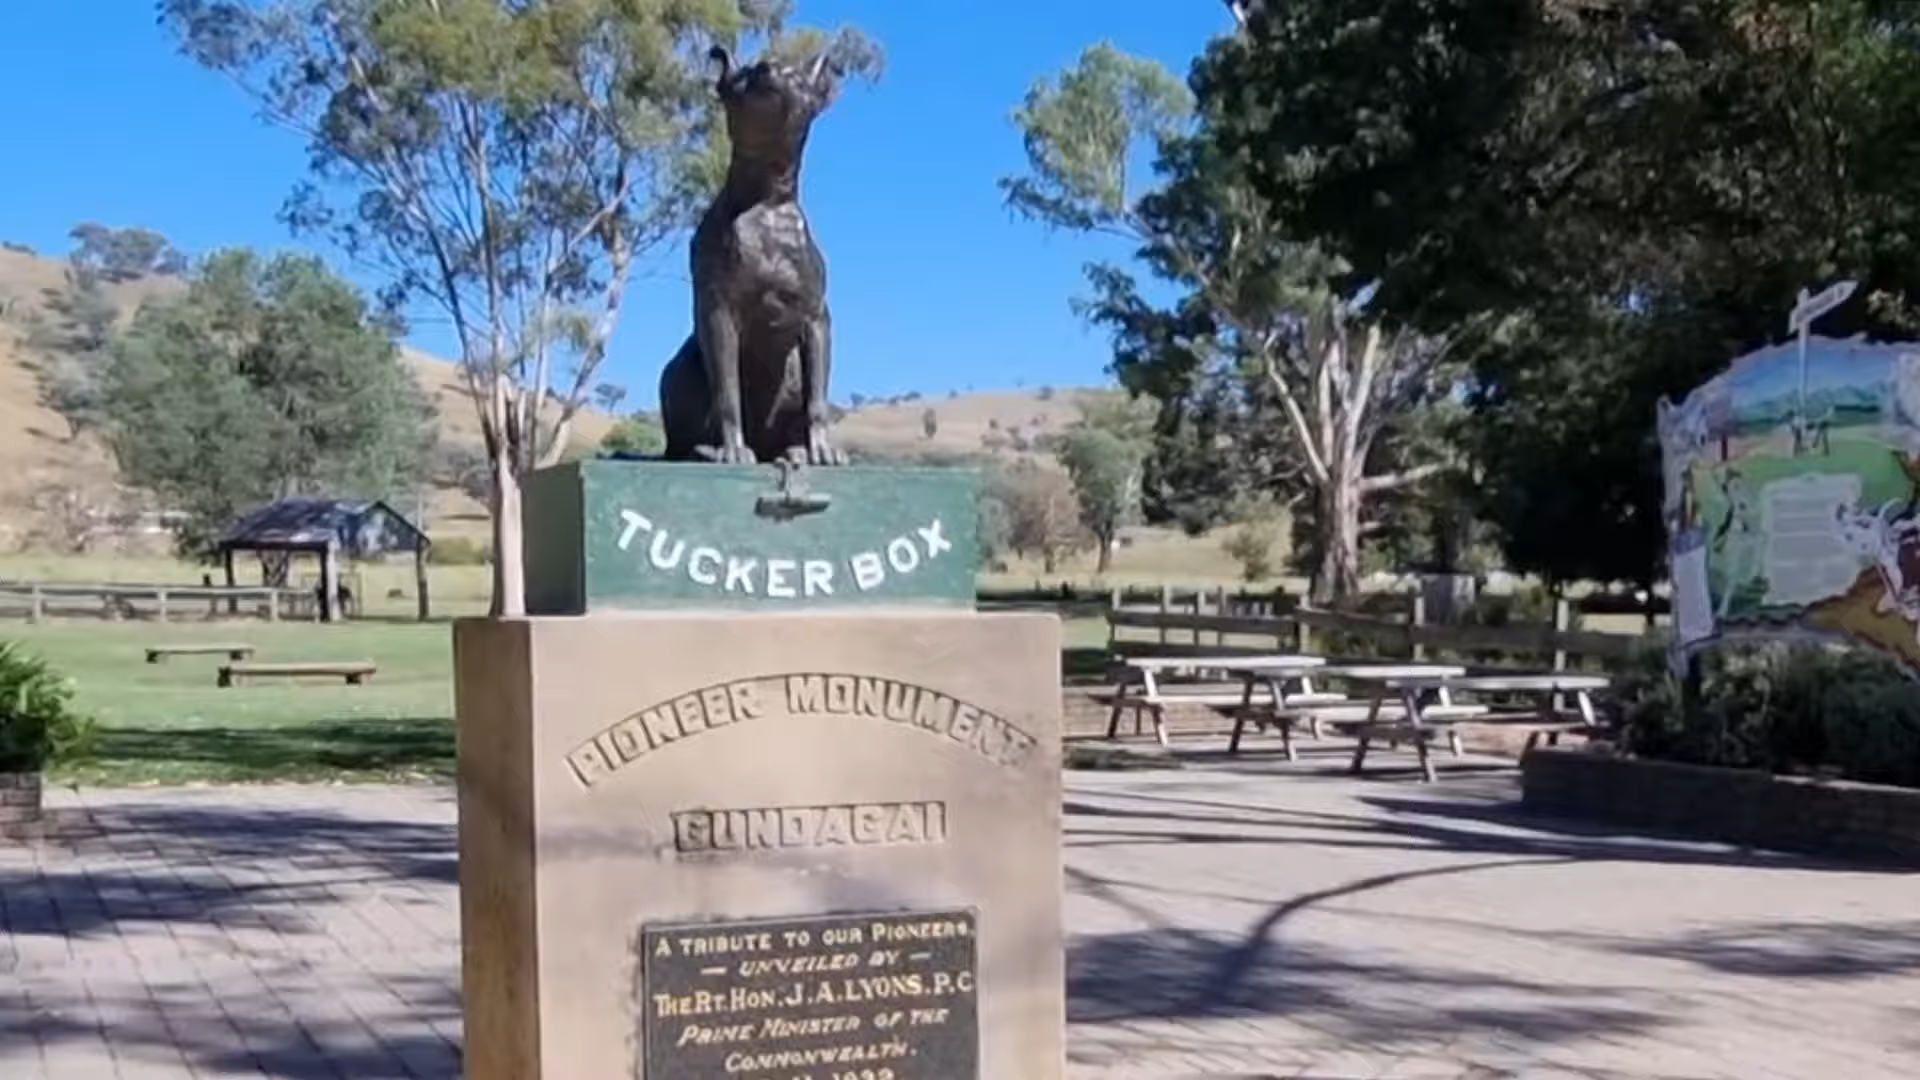 TUCKER BOX
PIONEER MONUMENT
GUNDAGAI
A TRIBUTE TO OUR PIONEERS.
— UNVEILED BY —
THE RT. HON. J. A. LYONS. P. C
PRIME MINISTER OF THE
COMMONWEALTH.